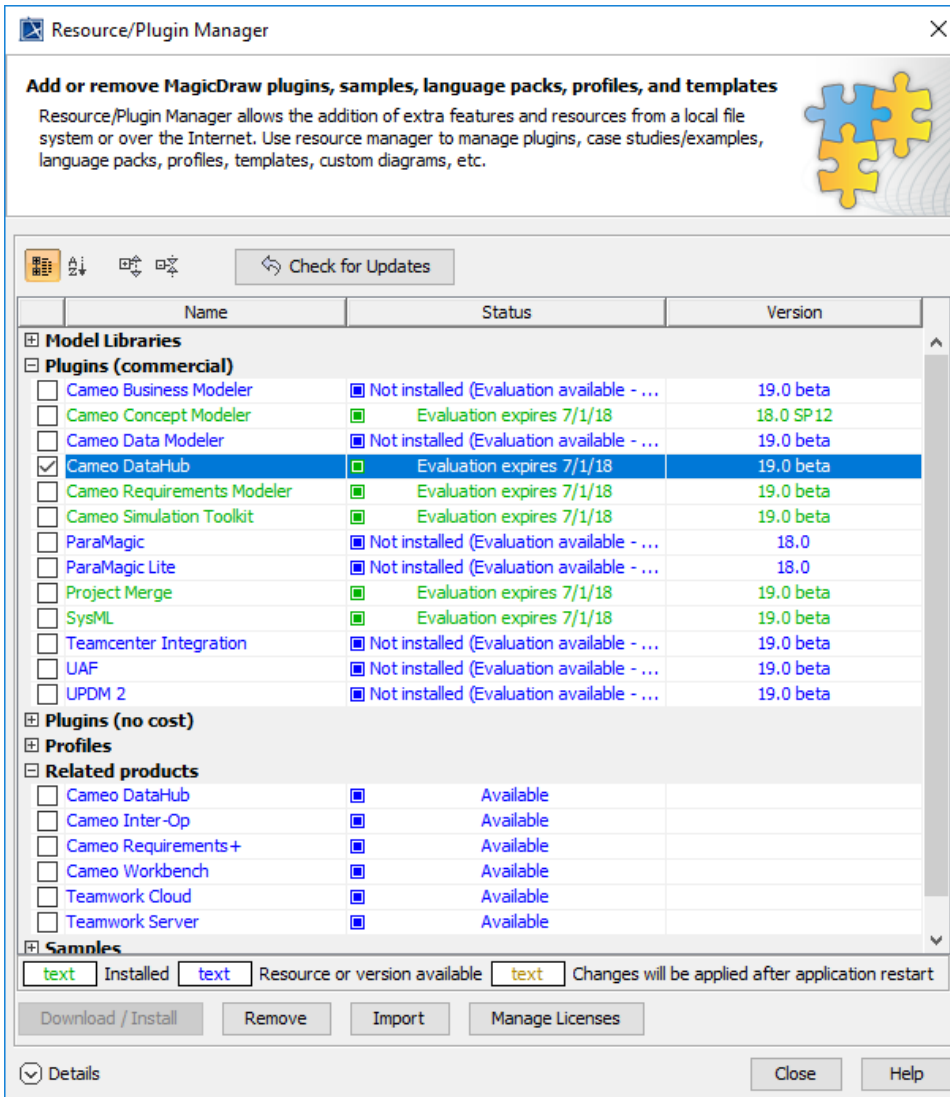 Resource/Plugin Manager
Add or remove MagicDraw plugins, samples, language packs, profiles, and templates
Resource/Plugin Manager allows the addition of extra features and resources from a local file
system or over the Internet. Use resource manager to manage plugins, case studies/examples,
language packs, profiles, templates, custom diagrams, etc.
Check for Updates
Name Status Version
Model Libraries
Plugins (commercial)
Cameo Business Modeler Not installed (Evaluation available - ... 19.0 beta
Cameo Concept Modeler Evaluation expires 7/1/18 18.0 SP12
Cameo Data Modeler Not installed (Evaluation available - ... 19.0 beta
Cameo DataHub Evaluation expires 7/1/18 19.0 beta
Cameo Requirements Modeler Evaluation expires 7/1/18 19.0 beta
Cameo Simulation Toolkit Evaluation expires 7/1/18 19.0 beta
ParaMagic Not installed (Evaluation available - ... 18.0
ParaMagic Lite Not installed (Evaluation available - ... 18.0
Project Merge Evaluation expires 7/1/18 19.0 beta
SysML Evaluation expires 7/1/18 19.0 beta
Teamcenter Integration Not installed (Evaluation available - ... 19.0 beta
UAF Not installed (Evaluation available - ... 19.0 beta
UPDM 2 Not installed (Evaluation available - ... 19.0 beta
Plugins (no cost)
Profiles
Related products
Cameo DataHub Available
Cameo Inter-Op Available
Cameo Requirements+ Available
Cameo Workbench Available
Teamwork Cloud Available
Teamwork Server Available
Samples
text Installed text Resource or version available text Changes will be applied after application restart
Download / Install Remove Import Manage Licenses
Details Close Help